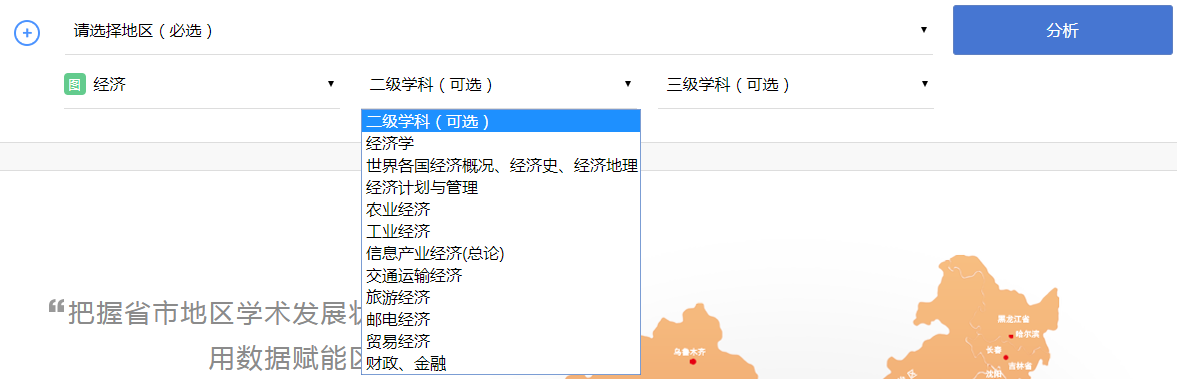 请选择地区（必选）
分析
图 经济
二级学科（可选）
三级学科（可选）
二级学科（可选）
经济学
世界各国经济概况、经济史、经济地理
经济计划与管理
农业经济
工业经济
信息产业经济(总论)
交通运输经济
旅游经济
邮电经济
贸易经济
财政、金融
“把握省市地区学术发展
用数据赋能
乌鲁木齐
黑龙江省
哈尔滨
长春
吉林省
沈阳
区